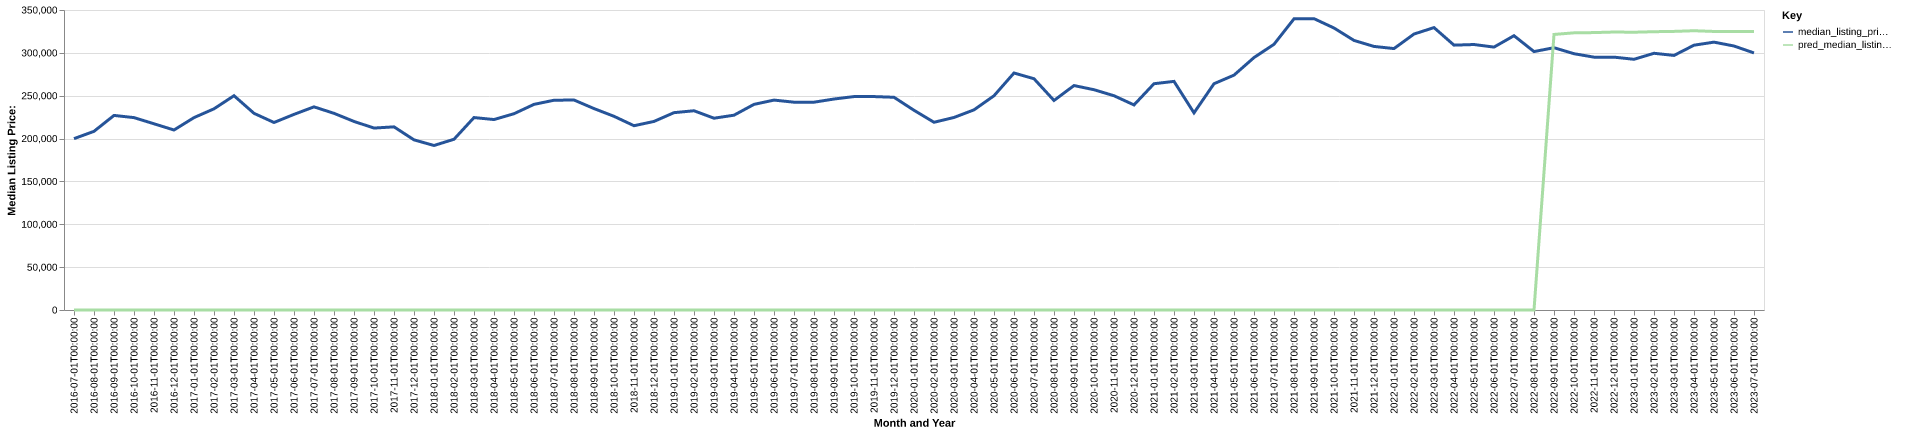 350,000
300,000
250,000
200,000
150,000
100,000
50,000
0
Median Listing Price:
2016-07-01T00:00:00
2016-08-01T00:00:00
2016-09-01T00:00:00
2016-10-01T00:00:00
2016-11-01T00:00:00
2016-12-01T00:00:00
2017-01-01T00:00:00
2017-02-01T00:00:00
2017-03-01T00:00:00
2017-04-01T00:00:00
2017-05-01T00:00:00
2017-06-01T00:00:00
2017-07-01T00:00:00
2017-08-01T00:00:00
2017-09-01T00:00:00
2017-10-01T00:00:00
2017-11-01T00:00:00
2017-12-01T00:00:00
2018-01-01T00:00:00
2018-02-01T00:00:00
2018-03-01T00:00:00
2018-04-01T00:00:00
2018-05-01T00:00:00
2018-06-01T00:00:00
2018-07-01T00:00:00
2018-08-01T00:00:00
2018-09-01T00:00:00
2018-10-01T00:00:00
2018-11-01T00:00:00
2018-12-01T00:00:00
2019-01-01T00:00:00
2019-02-01T00:00:00
2019-03-01T00:00:00
2019-04-01T00:00:00
2019-05-01T00:00:00
2019-06-01T00:00:00
2019-07-01T00:00:00
2019-08-01T00:00:00
2019-09-01T00:00:00
2019-10-01T00:00:00
2019-11-01T00:00:00
2019-12-01T00:00:00
2020-01-01T00:00:00
2020-02-01T00:00:00
2020-03-01T00:00:00
2020-04-01T00:00:00
2020-05-01T00:00:00
2020-06-01T00:00:00
2020-07-01T00:00:00
2020-08-01T00:00:00
2020-09-01T00:00:00
2020-10-01T00:00:00
2020-11-01T00:00:00
2020-12-01T00:00:00
2021-01-01T00:00:00
2021-02-01T00:00:00
2021-03-01T00:00:00
2021-04-01T00:00:00
2021-05-01T00:00:00
2021-06-01T00:00:00
2021-07-01T00:00:00
2021-08-01T00:00:00
2021-09-01T00:00:00
2021-10-01T00:00:00
2021-11-01T00:00:00
2021-12-01T00:00:00
2022-01-01T00:00:00
2022-02-01T00:00:00
2022-03-01T00:00:00
2022-04-01T00:00:00
2022-05-01T00:00:00
2022-06-01T00:00:00
2022-07-01T00:00:00
2022-08-01T00:00:00
2022-09-01T00:00:00
2022-10-01T00:00:00
2022-11-01T00:00:00
2022-12-01T00:00:00
2023-01-01T00:00:00
2023-02-01T00:00:00
2023-03-01T00:00:00
2023-04-01T00:00:00
2023-05-01T00:00:00
2023-06-01T00:00:00
2023-07-01T00:00:00
Month and Year
Key
median_listing_pri…
pred_median_listin…